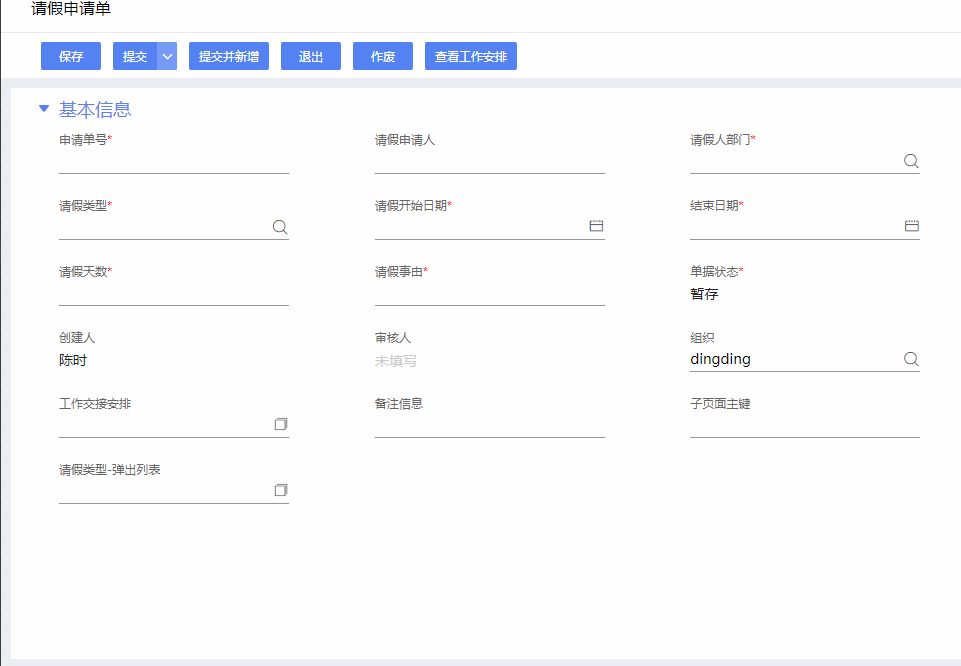 请假申请单
保存 提交 提交并新增 退出 作废 查看工作安排
基本信息
申请单号* 请假申请人 请假人部门*
请假类型* 请假开始日期* 结束日期*
请假天数* 请假事由* 单据状态*
暂存
创建人 审核人 组织
陈时 未填写 dingding
工作交接安排 备注信息 子页面主键
请假类型-弹出列表